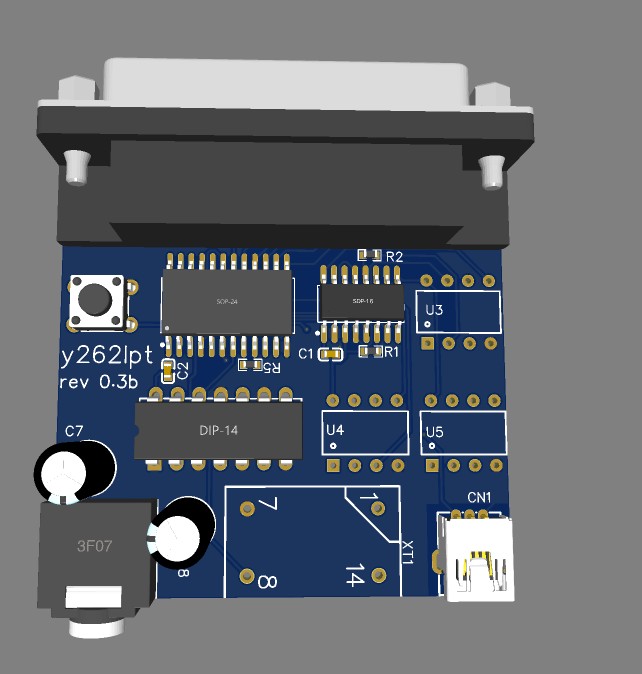 R2
SOP-24
SOP-16
U3
y262lpt
rev 0.3b
C2
R5
C1
R1
DIP-14
U4
U5
C7
3F07
8
7
1
CN1
XT1
8
14